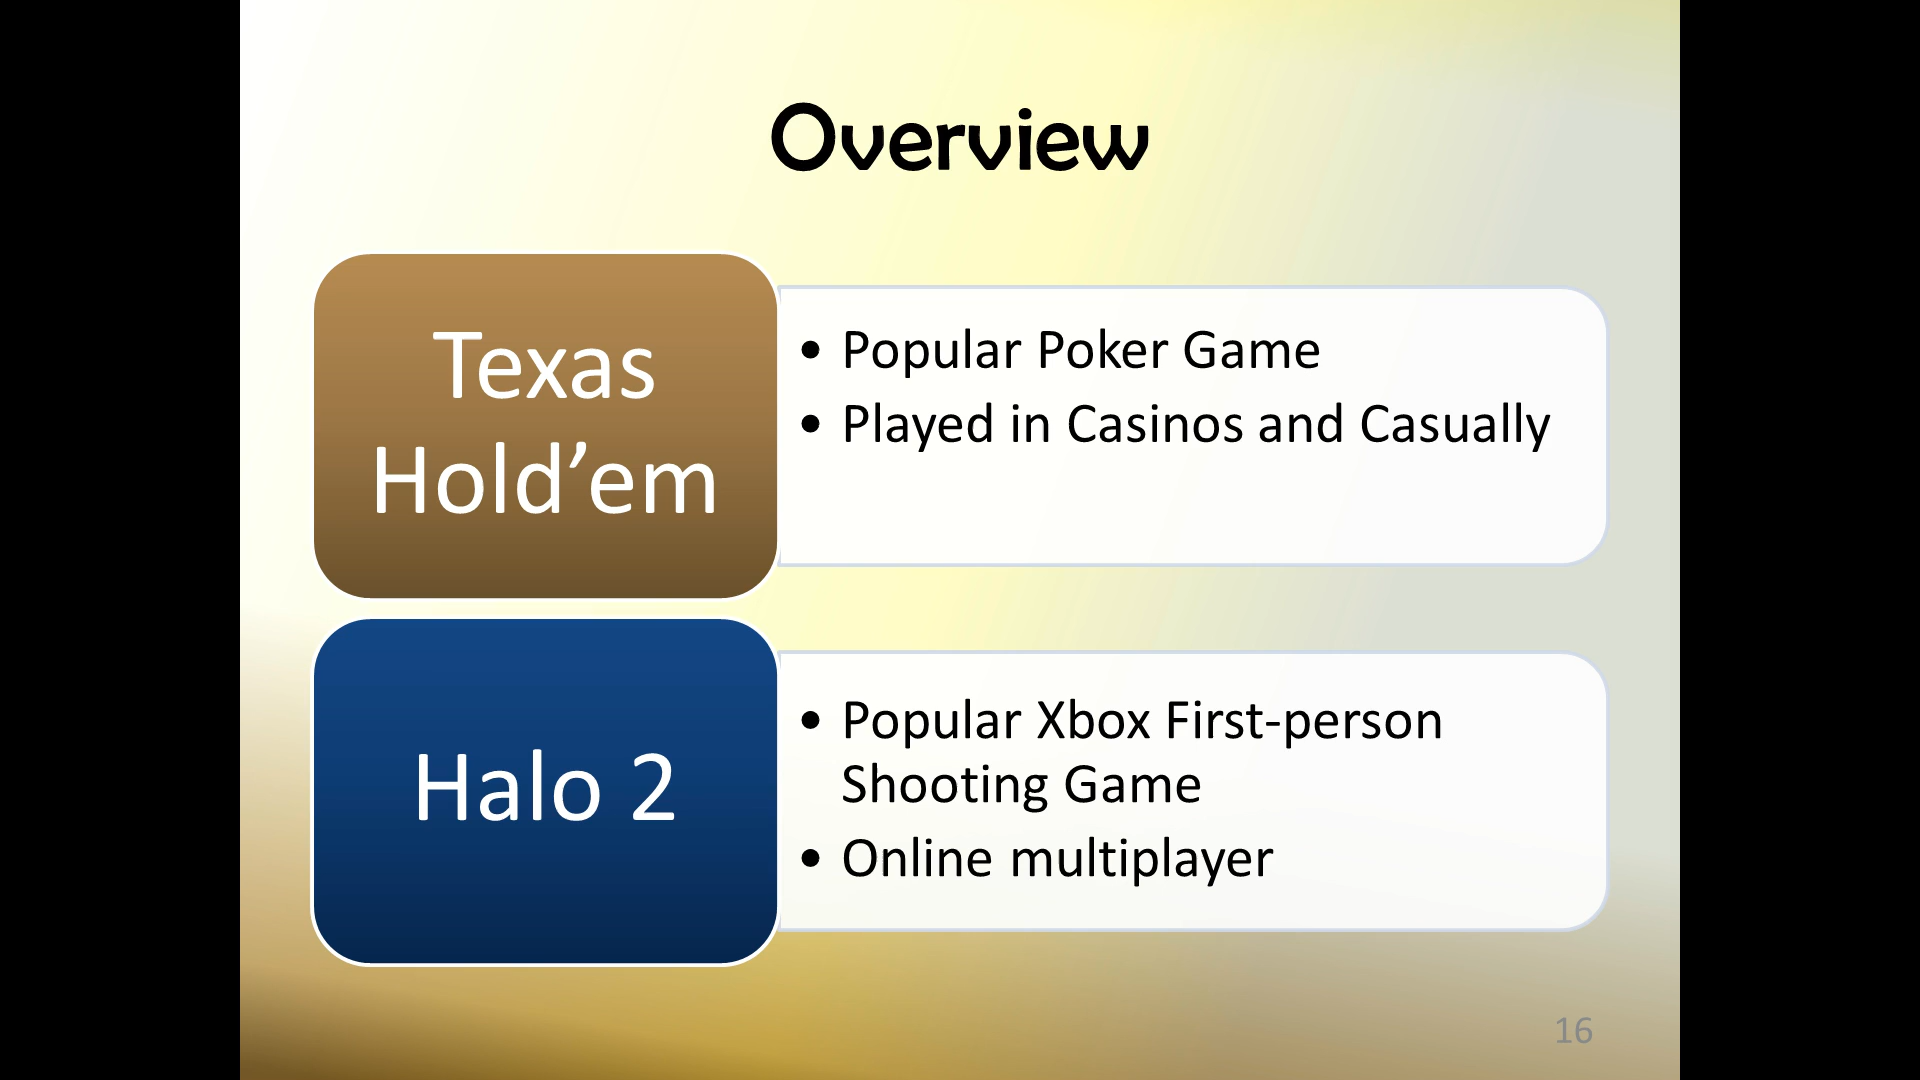 Overview
Texas
Hold’em
• Popular Poker Game
• Played in Casinos and Casually
Halo 2
• Popular Xbox First-person
Shooting Game
• Online multiplayer
16